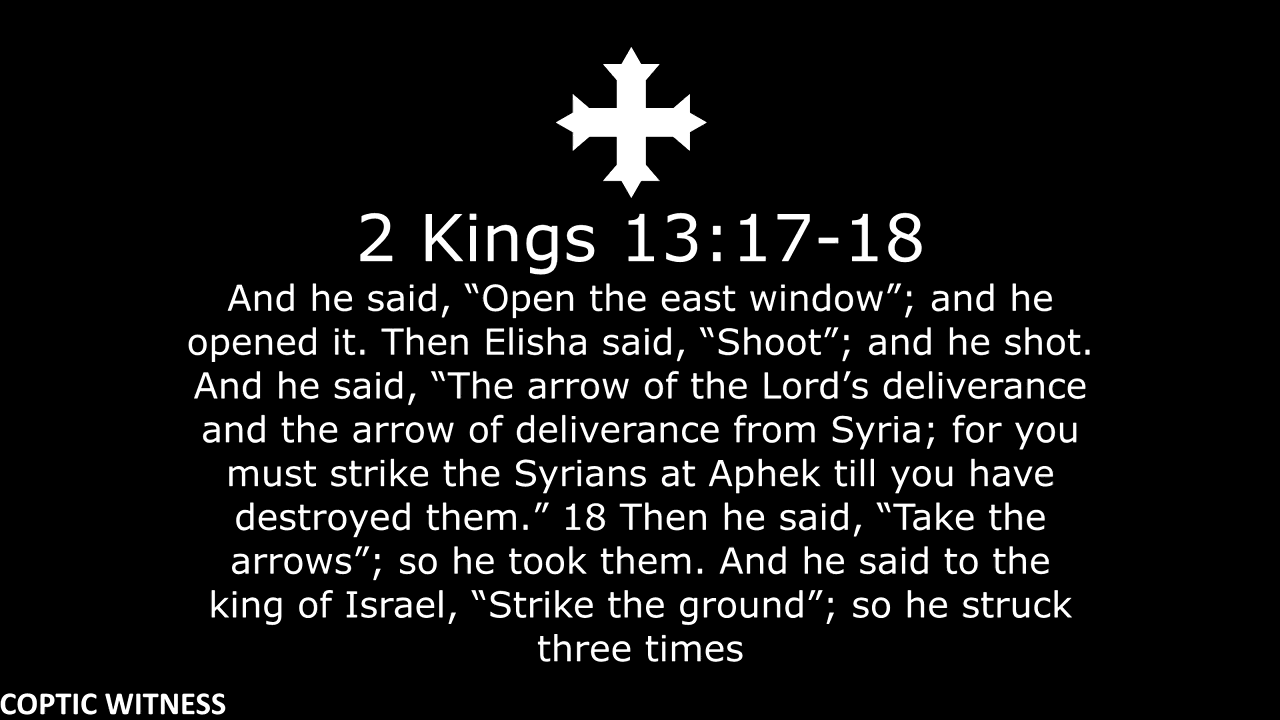 2 Kings 13:17-18
And he said, “Open the east window”; and he
opened it. Then Elisha said, “Shoot”; and he shot.
And he said, “The arrow of the Lord’s deliverance
and the arrow of deliverance from Syria; for you
must strike the Syrians at Aphek till you have
destroyed them.” 18 Then he said, “Take the
arrows”; so he took them. And he said to the
king of Israel, “Strike the ground”; so he struck
three times
COPTIC WITNESS